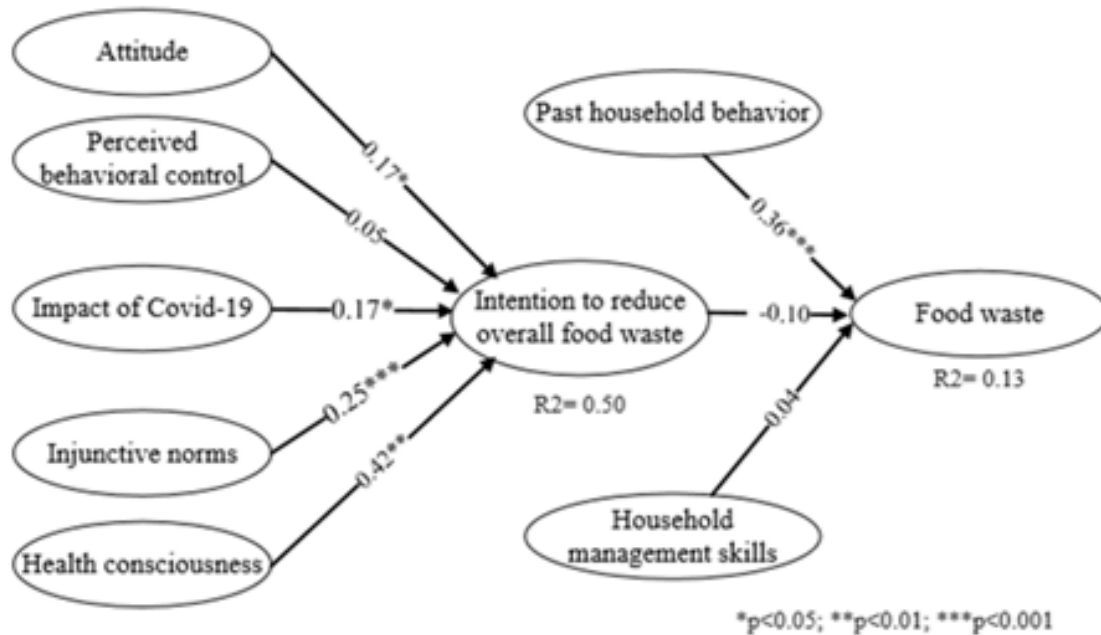 Attitude
Perceived
behavioral control
Impact of Covid-19
Injunctive norms
Health consciousness
0.17*
0.05
0.17*
0.25***
0.42**
Intention to reduce
overall food waste
R2= 0.50
Past household behavior
0.36***
-0.10
0.04
Household
management skills
Food waste
R2= 0.13
*p<0.05; **p<0.01; ***p<0.001